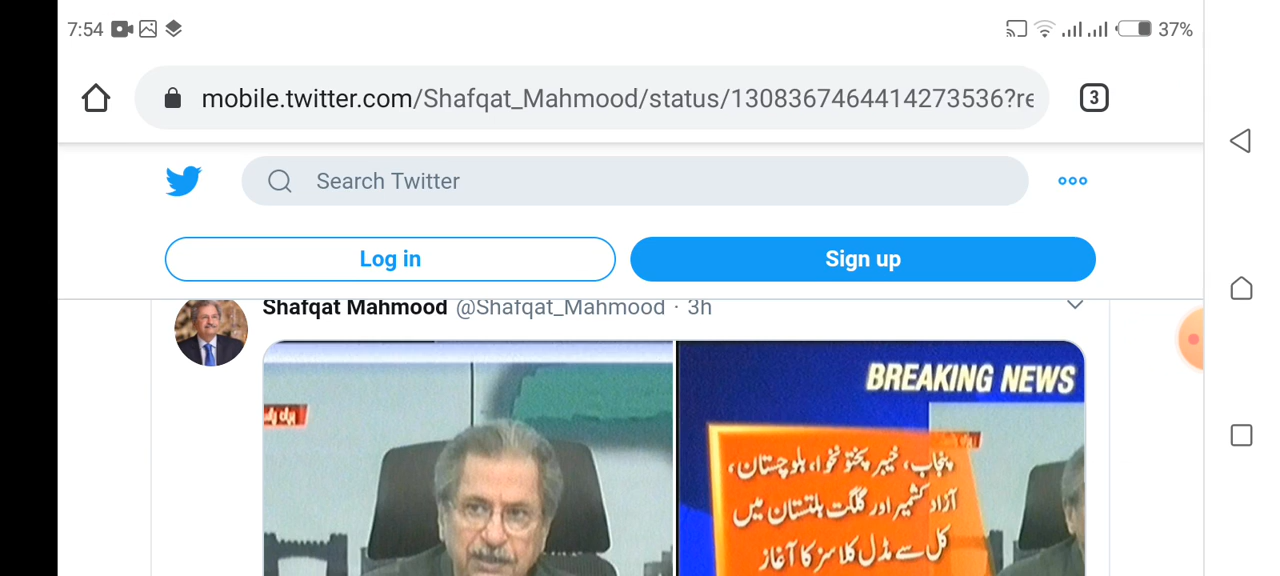 7:54 37%
mobile.twitter.com/Shafqat_Mahmood/status/1308367464414273536?re
3
Search Twitter
Log in
Sign up
Shafqat Mahmood @Shafqat_Mahmood · 3h
BREAKING NEWS
پنجاب، خیبر پختونخوا، بلوچستان،
آزاد کشمیر اور گلگت بلتستان میں
کل سے مڈل کلاسز کا آغاز